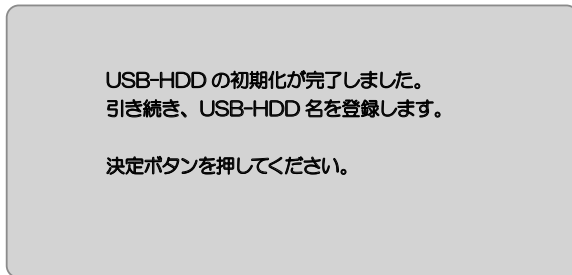 USB-HDD の初期化が完了しました。
引き続き、USB-HDD 名を登録します。
決定ボタンを押してください。